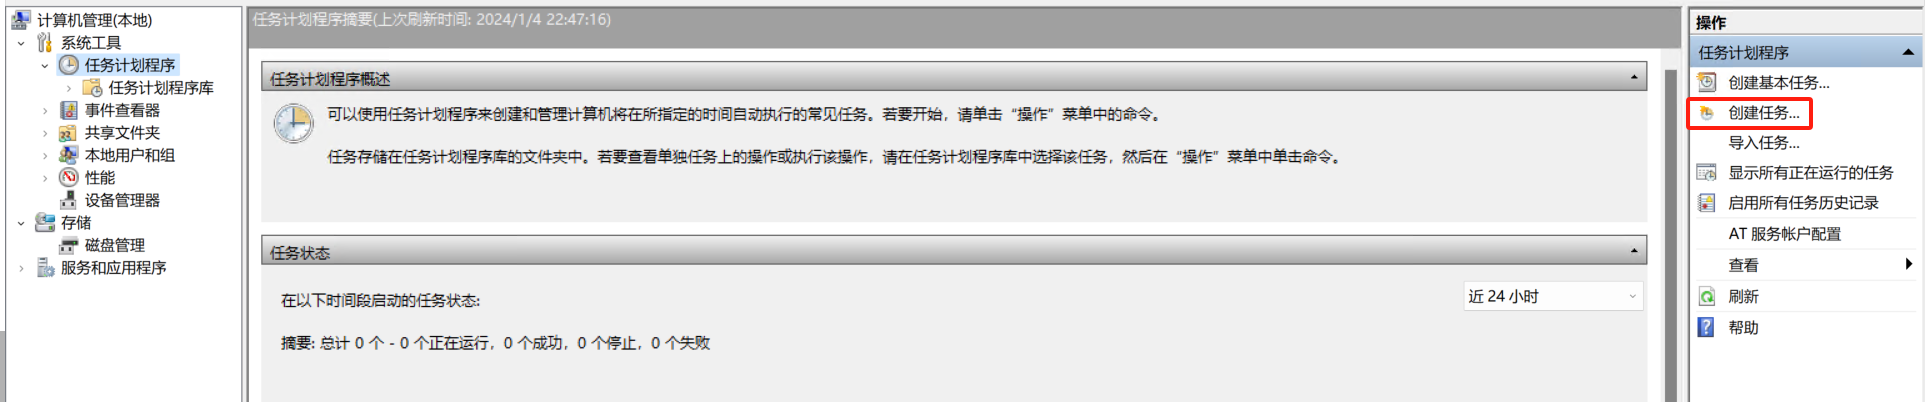 计算机管理(本地)
系统工具
任务计划程序
任务计划程序库
事件查看器
共享文件夹
本地用户和组
性能
设备管理器
存储
磁盘管理
服务和应用程序
任务计划程序摘要(上次刷新时间: 2024/1/4 22:47:16)
任务计划程序概述
可以使用任务计划程序来创建和管理计算机将在所指定的时间自动执行的常见任务。若要开始，请单击“操作”菜单中的命令。
任务存储在任务计划程序库的文件夹中。若要查看单独任务上的操作或执行该操作，请在任务计划程序库中选择该任务，然后在“操作”菜单中单击命令。
任务状态
在以下时间段启动的任务状态:
近 24 小时
摘要: 总计 0 个 - 0 个正在运行，0 个成功，0 个停止，0 个失败
操作
任务计划程序
创建基本任务...
创建任务...
导入任务...
显示所有正在运行的任务
启用所有任务历史记录
AT 服务帐户配置
查看
刷新
帮助